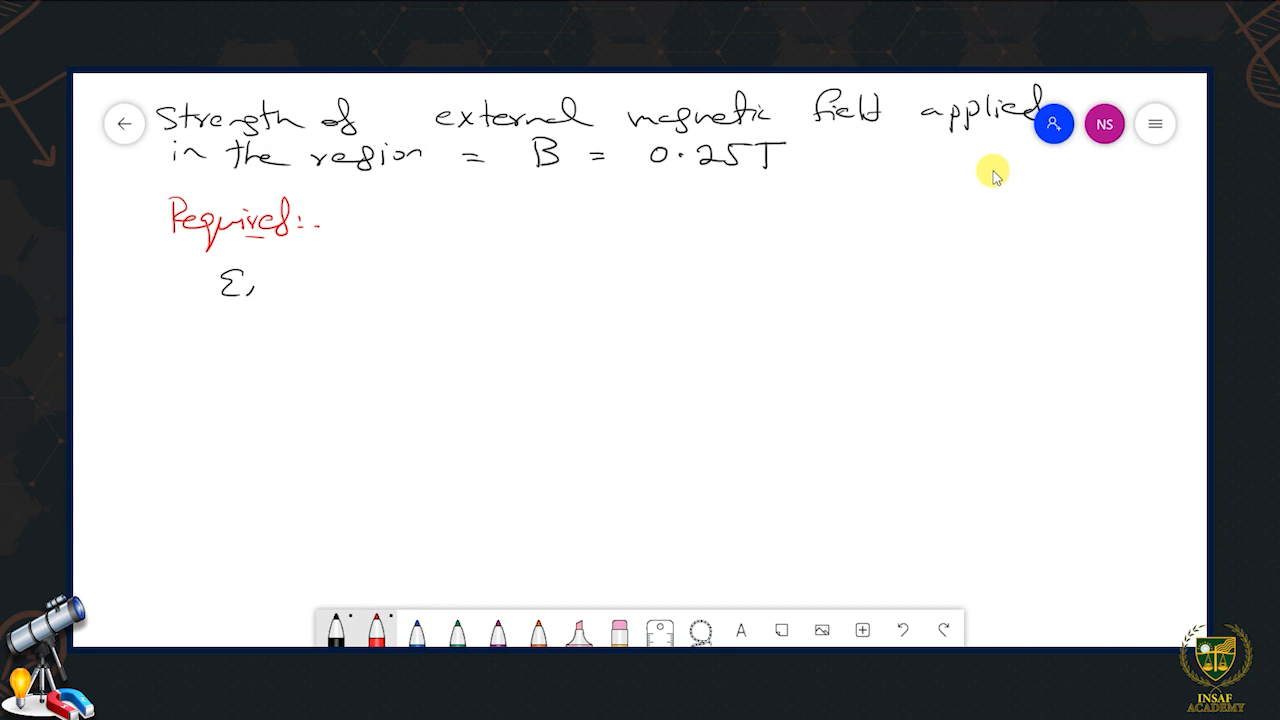 Strength of external magnetic field applied
in the region = B = 0.25T
NS
Required:.
Σ,
A
INSAF
ACADEMY